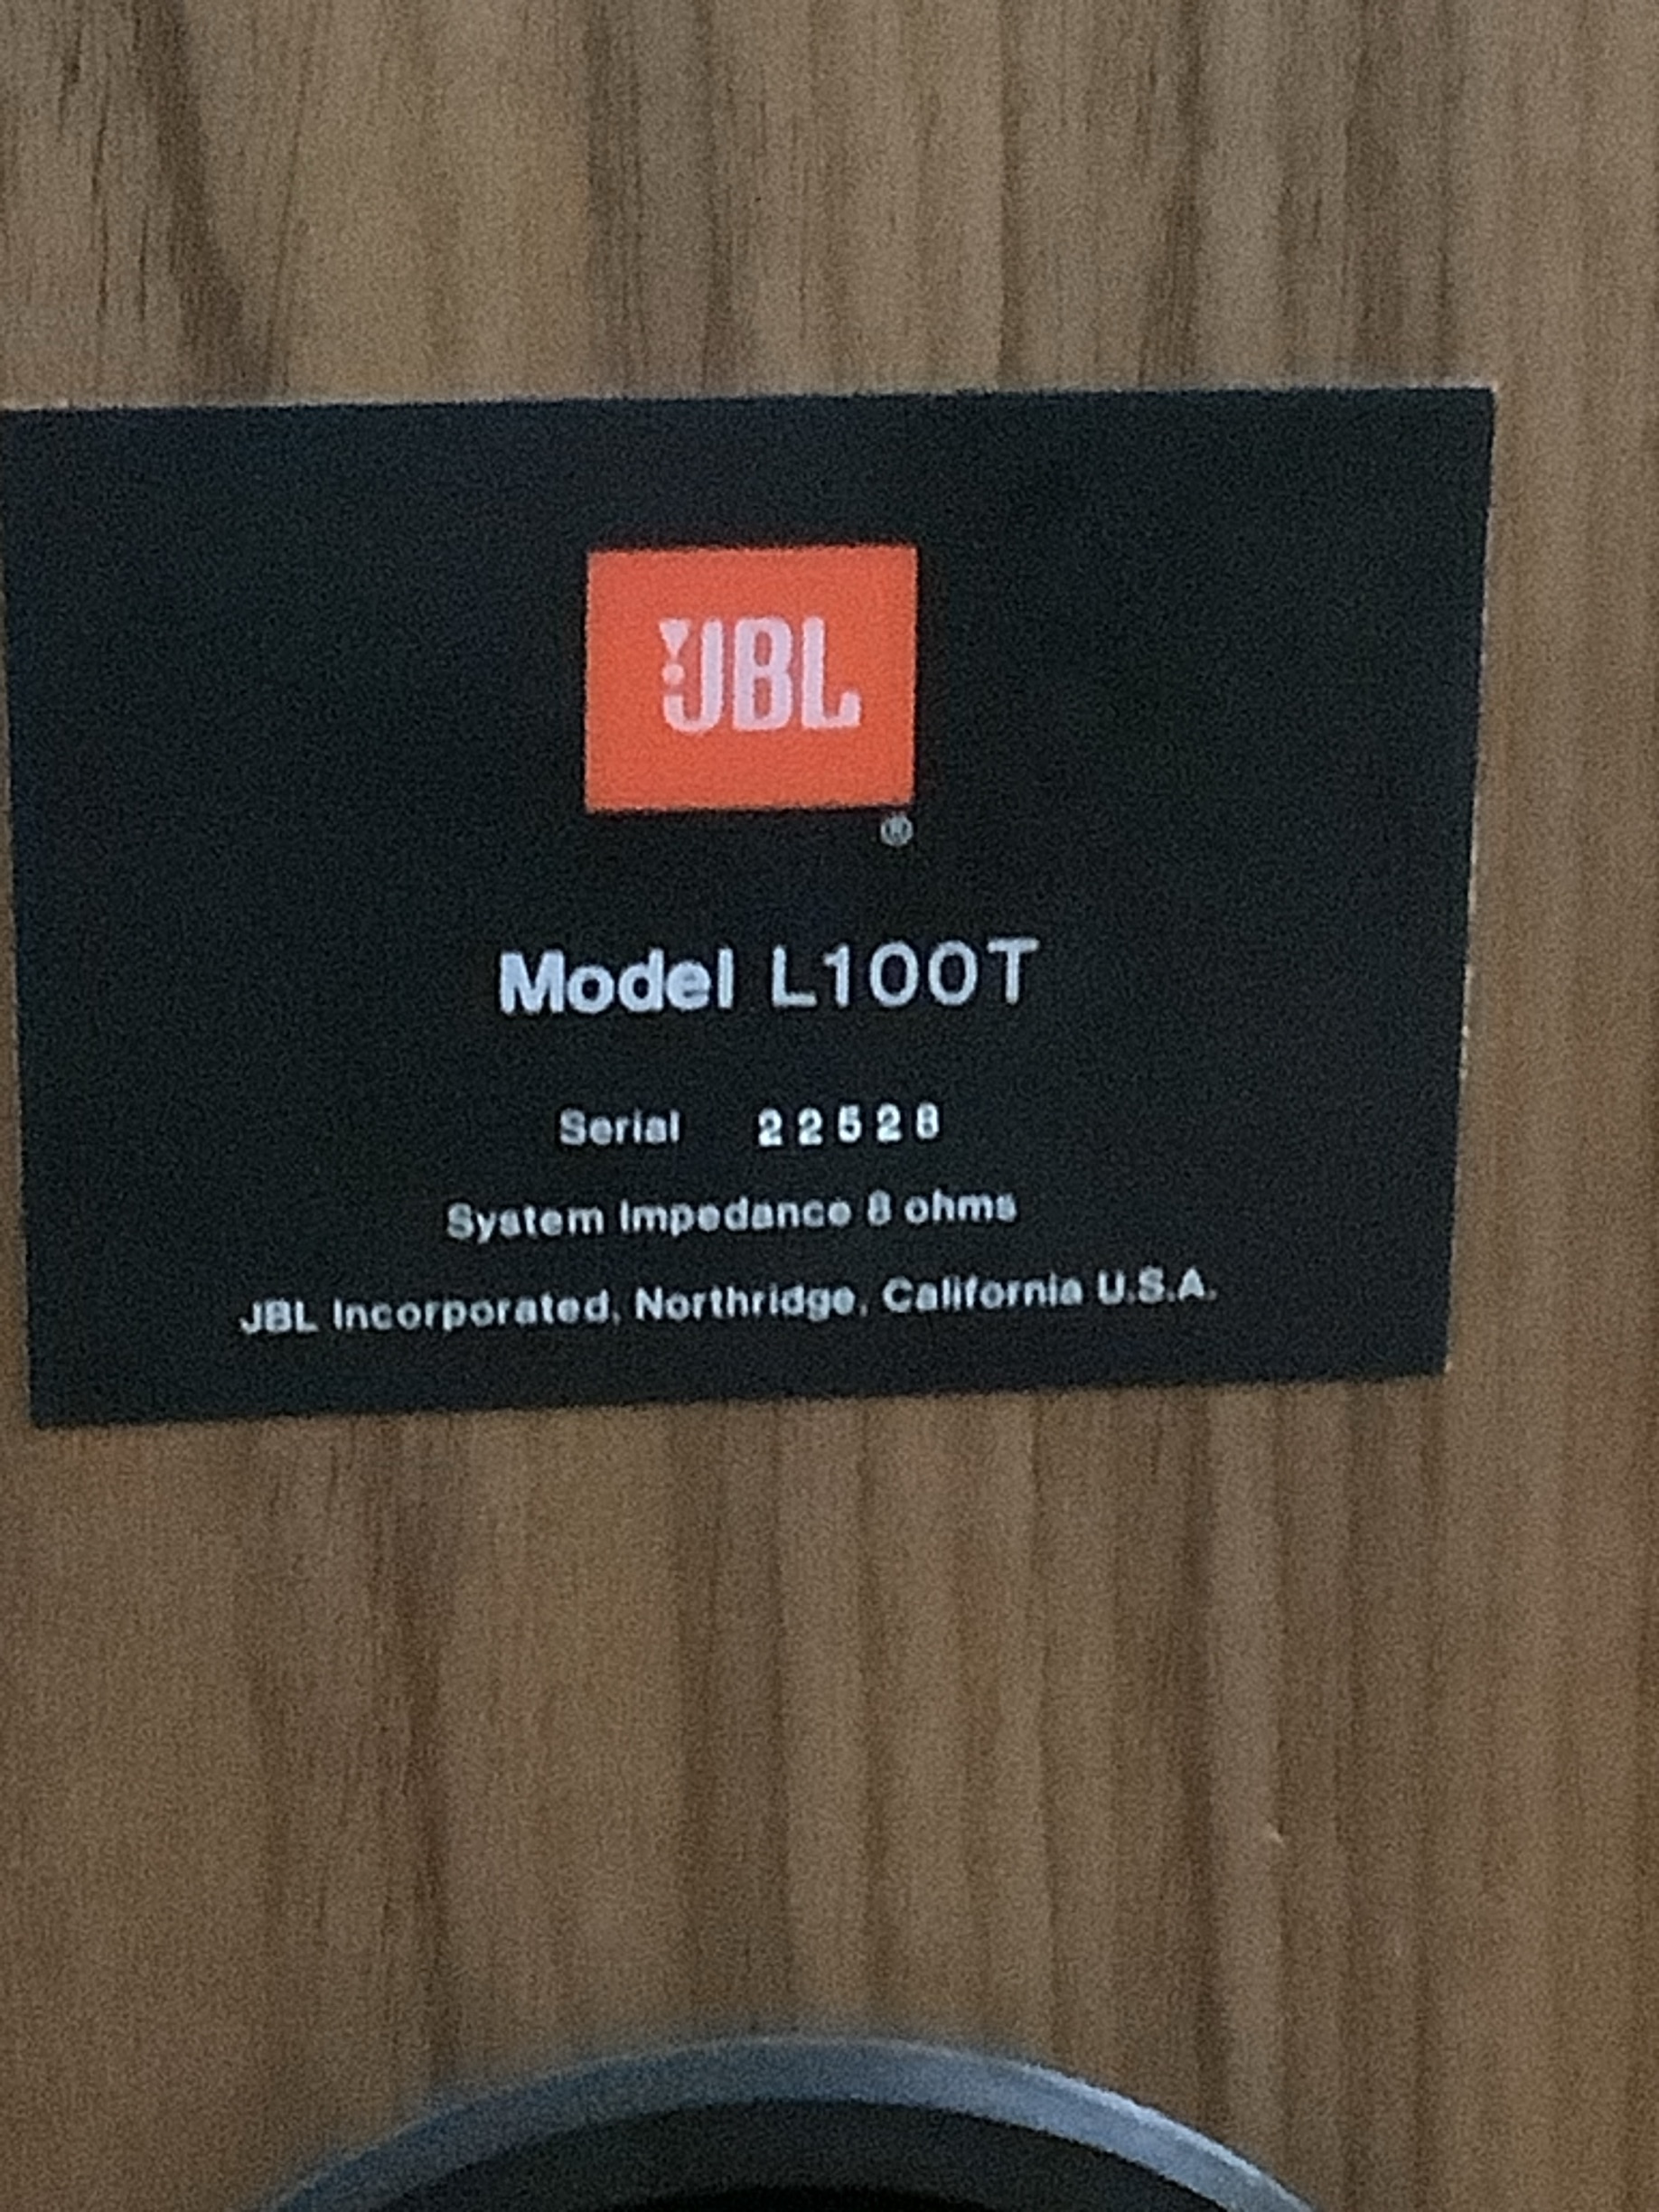 JBL
®
Model L100T
Serial 22528
System Impedance 8 ohms
JBL Incorporated, Northridge, California U.S.A.